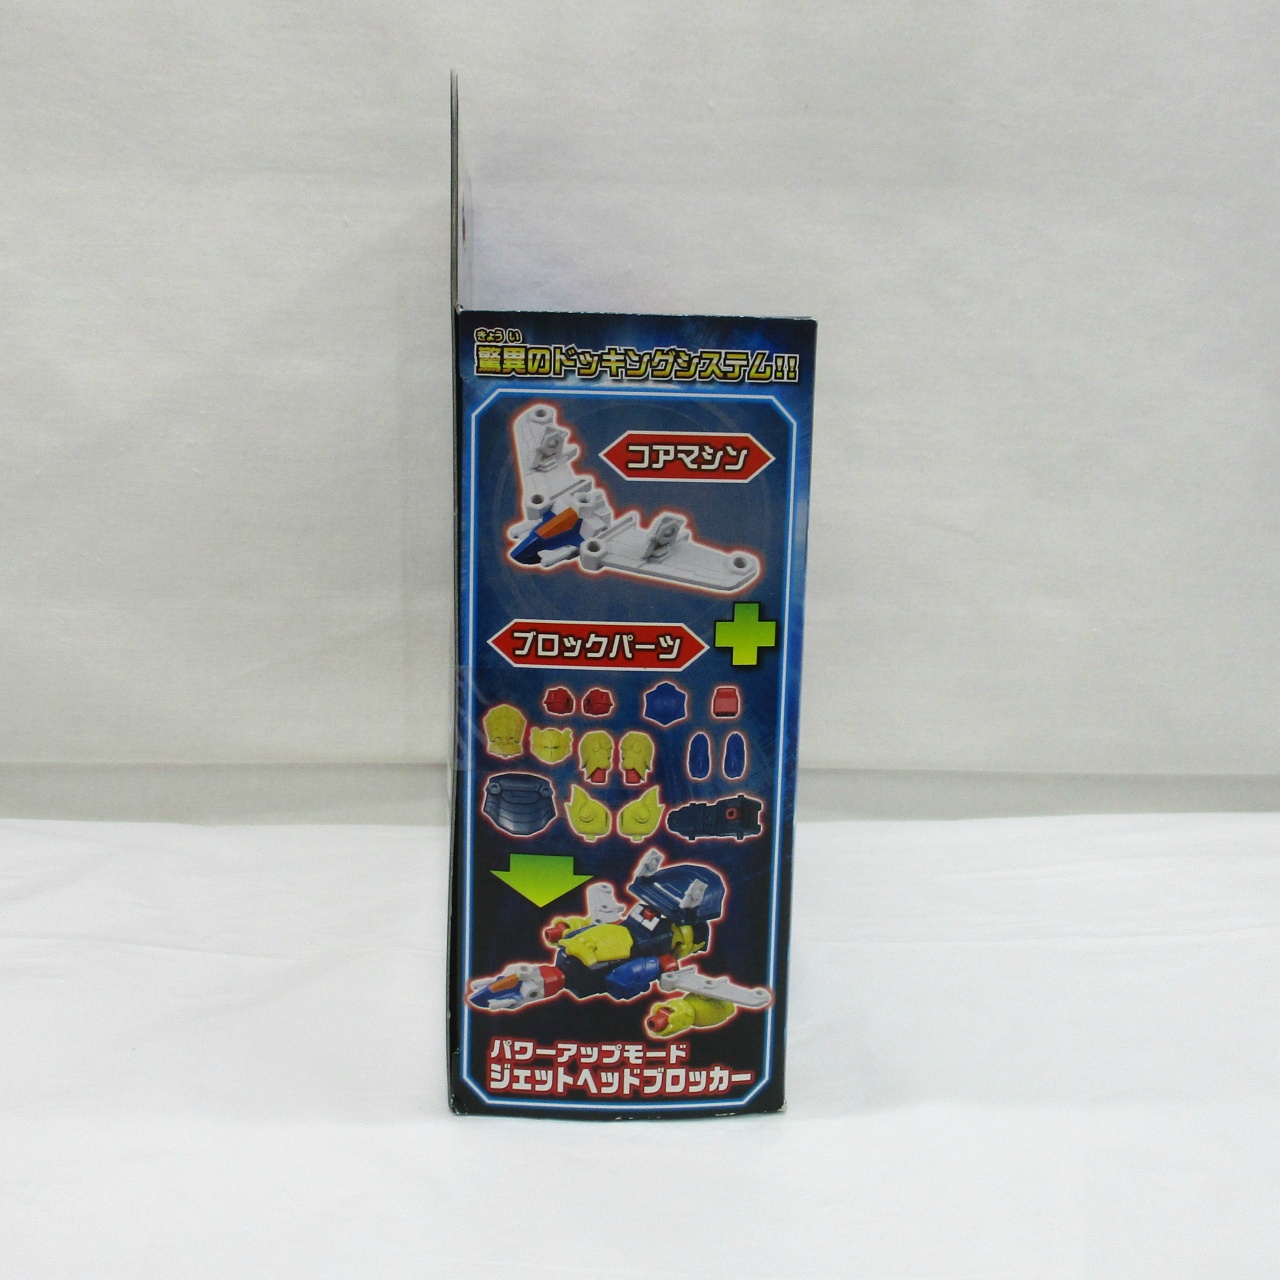 きょうい
驚異のドッキングシステム!!
コアマシン
ブロックパーツ
パワーアップモード
ジェットヘッドブロッカー